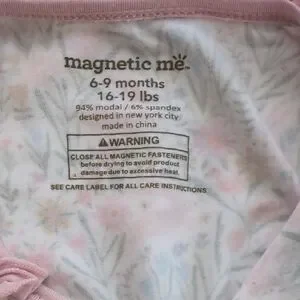 magnetic me™
6-9 months
16-19 lbs
94% modal / 6% spandex
designed in new york city
made in china
⚠WARNING
CLOSE ALL MAGNETIC FASTENERS
before drying to avoid product
damage due to excessive heat.
SEE CARE LABEL FOR ALL CARE INSTRUCTIONS